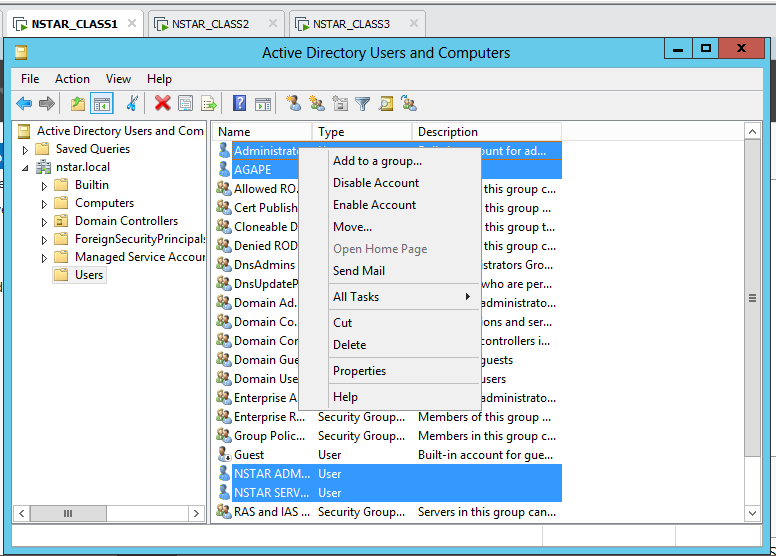 NSTAR_CLASS1
NSTAR_CLASS2
NSTAR_CLASS3
Active Directory Users and Computers
File Action View Help
Active Directory Users and Com
Saved Queries
nstar.local
Builtin
Computers
Domain Controllers
ForeignSecurityPrincipals
Managed Service Accour
Users
Name Type Description
Administrato count for ad...
AGAPE
Allowed RO. this group c...
Cert Publish this group ...
Cloneable D this group t...
Denied ROD this group c...
DnsAdmins istrators Gro...
DnsUpdateP who are per...
Domain Ad. administrato...
Domain Co. ions and ser...
Domain Cor controllers i...
Domain Gue guests
Domain Use users
Enterprise A administrato...
Enterprise R... Security Group... Members of this group ...
Group Polic... Security Group... Members in this group c...
Guest User Built-in account for gue...
NSTAR ADM... User
NSTAR SERV... User
RAS and IAS ... Security Group... Servers in this group can...
Add to a group...
Disable Account
Enable Account
Move...
Open Home Page
Send Mail
All Tasks
Cut
Delete
Properties
Help